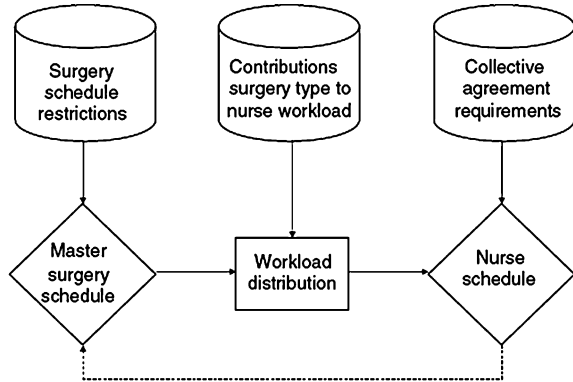 Surgery
schedule
restrictions
Contributions
surgery type to
nurse workload
Collective
agreement
requirements
Master
surgery
schedule
Workload
distribution
Nurse
schedule